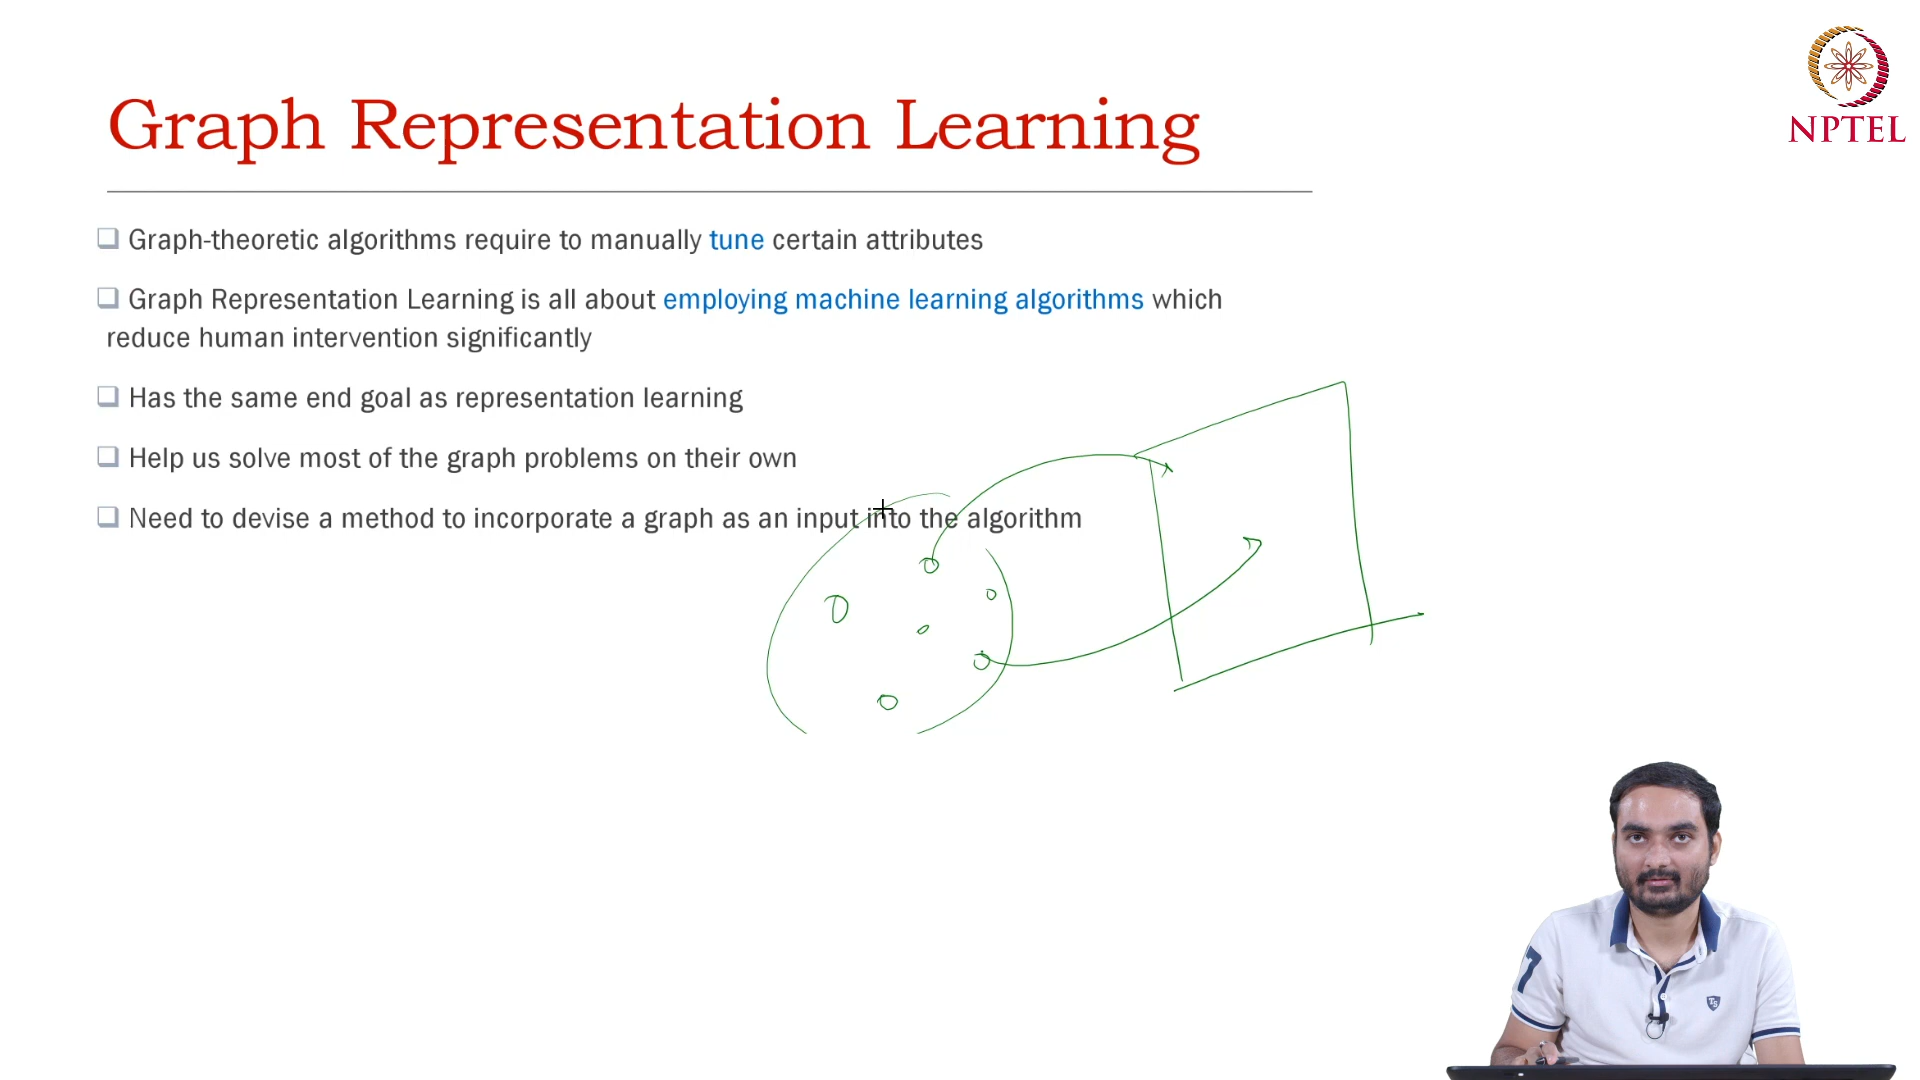 Graph Representation Learning
NPTEL
Graph-theoretic algorithms require to manually tune certain attributes
Graph Representation Learning is all about employing machine learning algorithms which
reduce human intervention significantly
Has the same end goal as representation learning
Help us solve most of the graph problems on their own
Need to devise a method to incorporate a graph as an input into the algorithm
7
TS